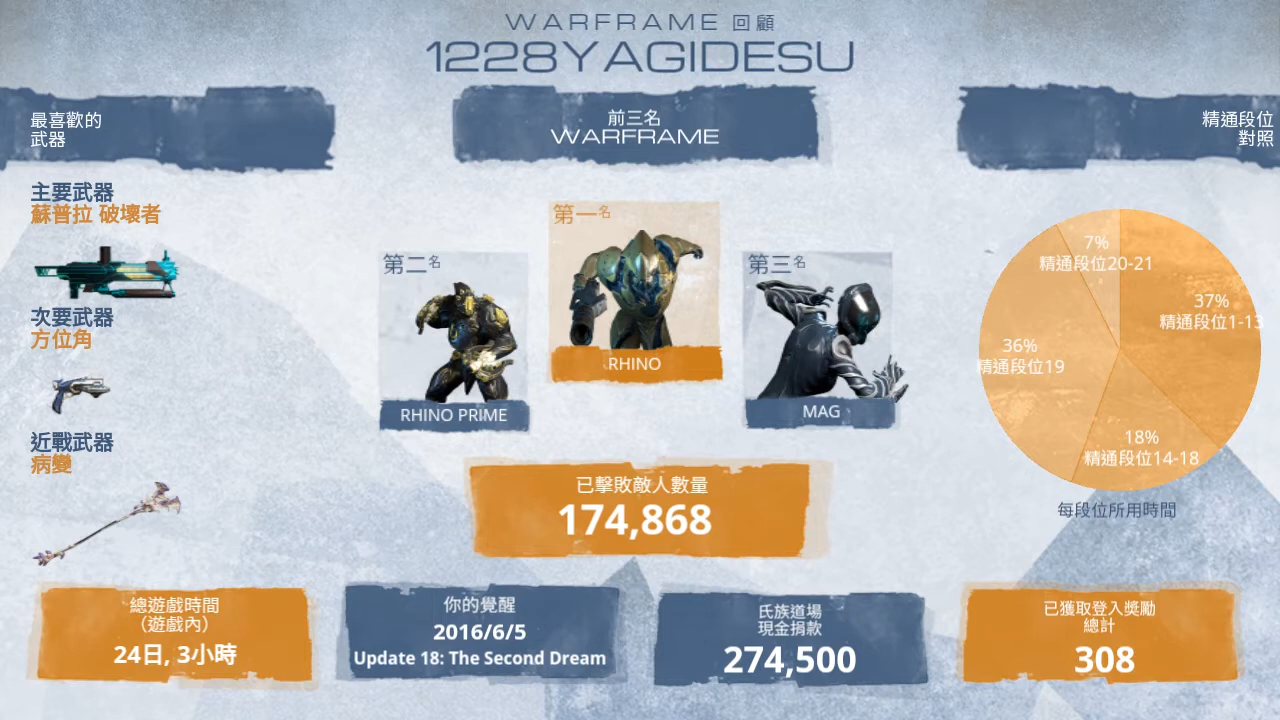 WARFRAME 回顧
1228YAGIDESU
最喜歡的
武器
前三名
WARFRAME
精通段位
對照
主要武器
蘇普拉 破壞者
次要武器
方位角
近戰武器
病變
第二名
RHINO PRIME
第一名
RHINO
第三名
MAG
7%
精通段位20-21
37%
精通段位1-13
36%
精通段位19
18%
精通段位14-18
每段位所用時間
已擊敗敵人數量
174,868
總遊戲時間
（遊戲內）
24日, 3小時
你的覺醒
2016/6/5
Update 18: The Second Dream
氏族道場
現金捐款
274,500
已獲取登入獎勵
總計
308